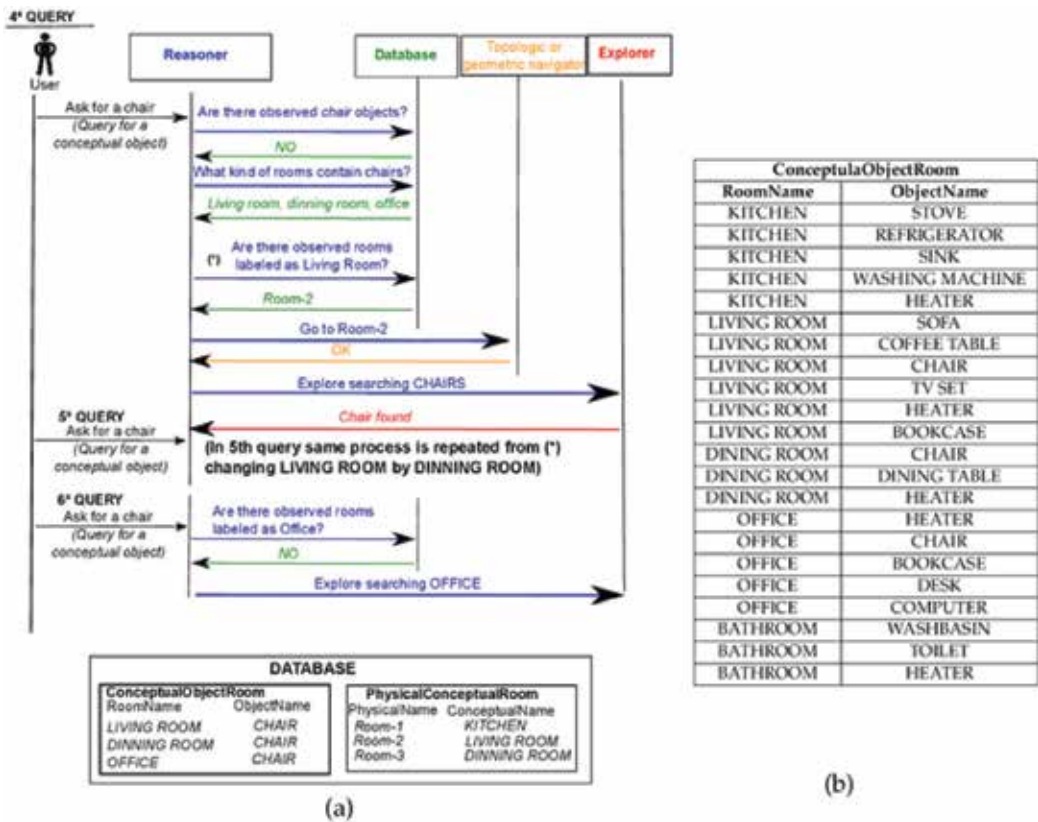 4ª QUERY
User
Reasoner
Database
Topologic or
geometric navigator
Explorer
Ask for a chair
(Query for a
conceptual object)
Are there observed chair objects?
NO
What kind of rooms contain chairs?
Living room, dinning room, office
(*) Are there observed rooms
labeled as Living Room?
Room-2
Go to Room-2
OK
Explore searching CHAIRS
Chair found
5ª QUERY
Ask for a chair
(Query for a
conceptual object)
(In 5th query same process is repeated from (*)
changing LIVING ROOM by DINNING ROOM)
6ª QUERY
Ask for a chair
(Query for a
conceptual object)
Are there observed rooms
labeled as Office?
NO
Explore searching OFFICE
DATABASE
ConceptualObjectRoom
RoomName ObjectName
LIVING ROOM CHAIR
DINNING ROOM CHAIR
OFFICE CHAIR
PhysicalConceptualRoom
PhysicalName ConceptualName
Room-1 KITCHEN
Room-2 LIVING ROOM
Room-3 DINNING ROOM
(a)
ConceptulaObjectRoom
RoomName ObjectName
KITCHEN STOVE
KITCHEN REFRIGERATOR
KITCHEN SINK
KITCHEN WASHING MACHINE
KITCHEN HEATER
LIVING ROOM SOFA
LIVING ROOM COFFEE TABLE
LIVING ROOM CHAIR
LIVING ROOM TV SET
LIVING ROOM HEATER
LIVING ROOM BOOKCASE
DINING ROOM CHAIR
DINING ROOM DINING TABLE
DINING ROOM HEATER
OFFICE HEATER
OFFICE CHAIR
OFFICE BOOKCASE
OFFICE DESK
OFFICE COMPUTER
BATHROOM WASHBASIN
BATHROOM TOILET
BATHROOM HEATER
(b)